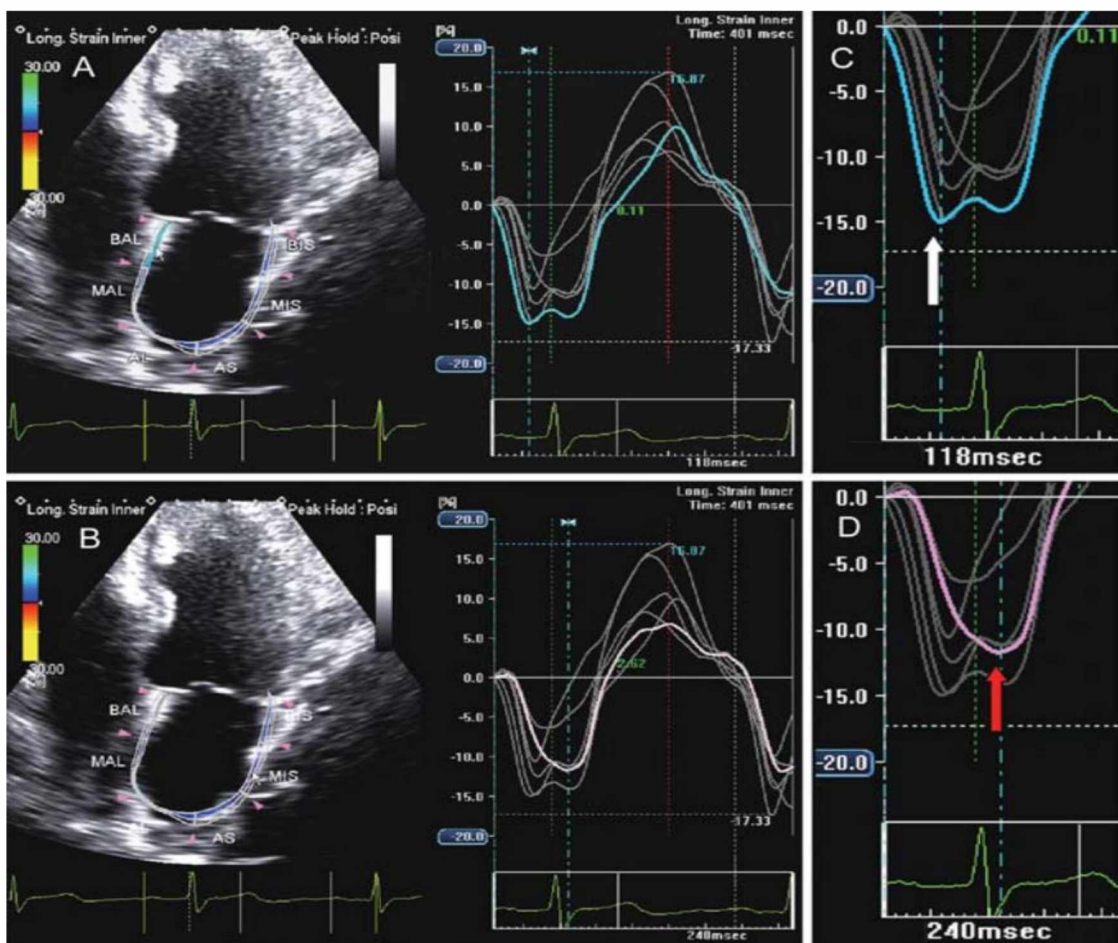 A
Long. Strain Inner
Peak Hold : Posi
30.00
30.00
BAL
MAL
AL
AS
MIS
BIS
[%]
Long. Strain Inner
Time: 401 msec
20.0
15.0
10.0
5.0
0.0
-5.0
-10.0
-15.0
-20.0
16.87
0.11
-17.33
118msec
C
0.0
0.11
-5.0
-10.0
-15.0
-20.0
118msec
B
Long. Strain Inner
Peak Hold : Posi
30.00
30.00
BAL
MAL
AS
MIS
BIS
[%]
Long. Strain Inner
Time: 401 msec
20.0
15.0
10.0
5.0
0.0
-5.0
-10.0
-15.0
-20.0
16.87
2.62
-17.33
240msec
D
0.0
-5.0
-10.0
-15.0
-20.0
240msec